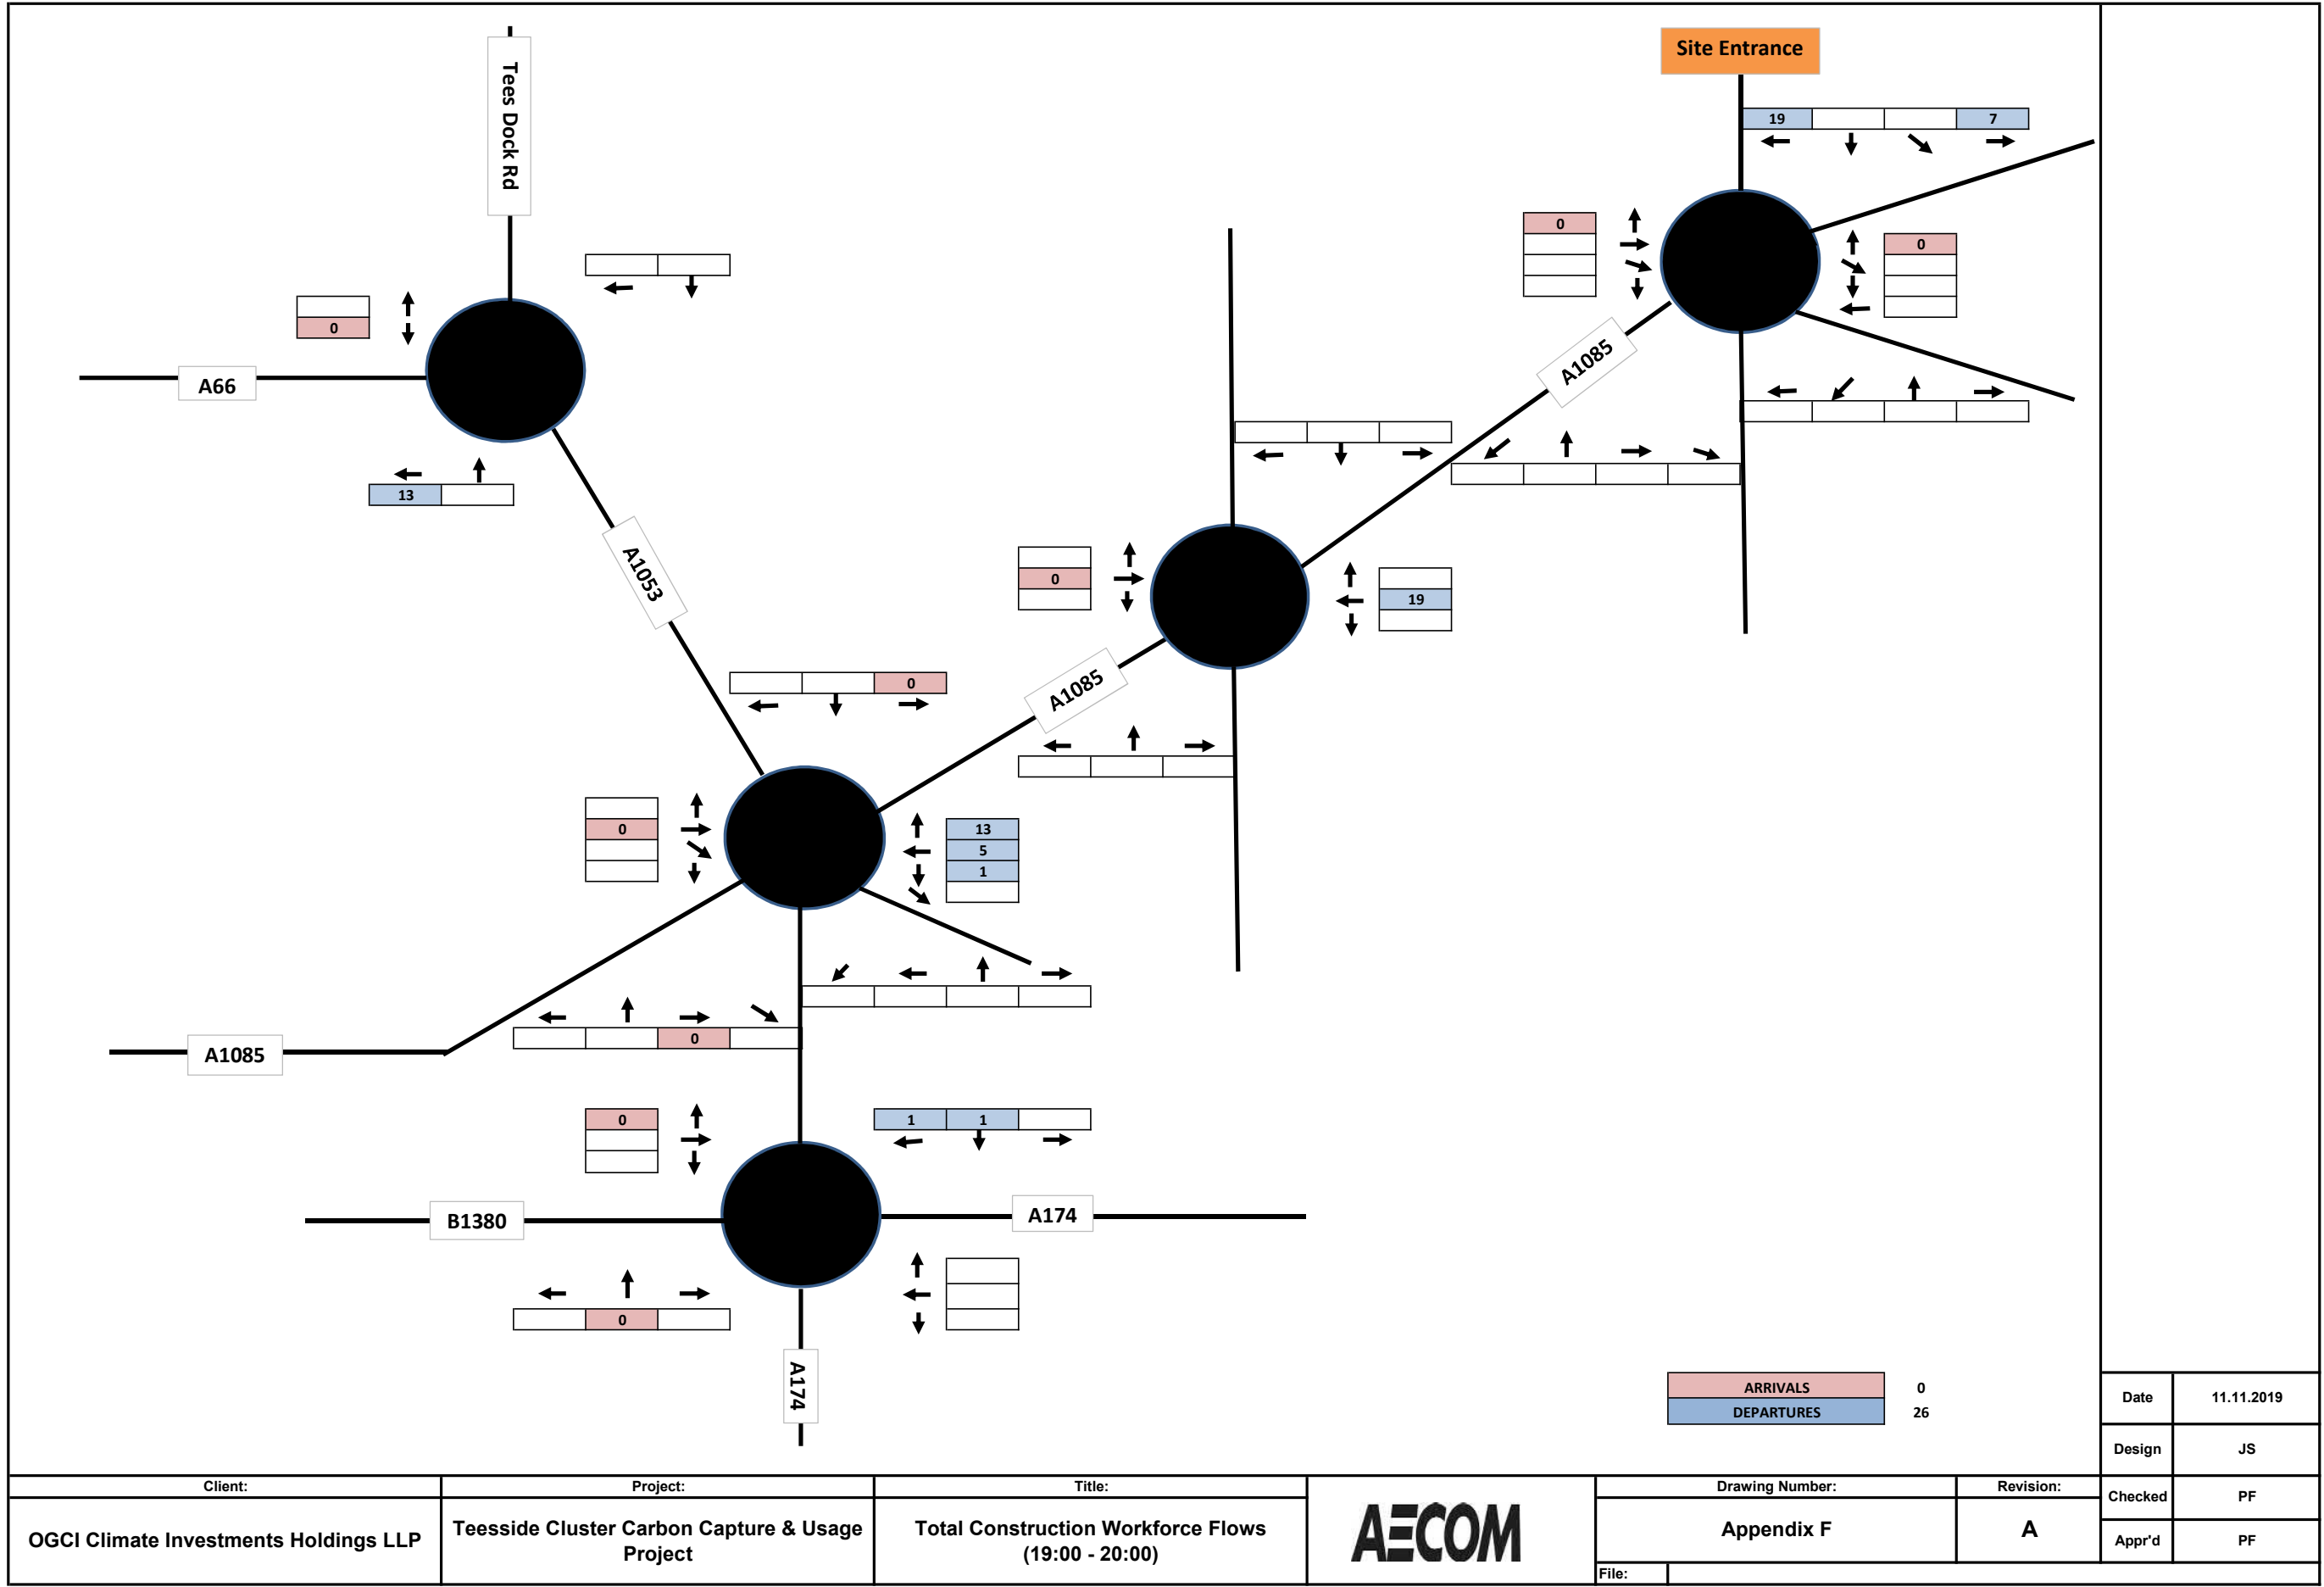 Site Entrance
Tees Dock Rd
19 7
0
0
0
A66
A1085
13
A1053
0
19
A1085
0
0
13
5
1
A1085
0
0
1 1
B1380
A174
0
A174
ARRIVALS 0
DEPARTURES 26
Date 11.11.2019
Design JS
Checked PF
Appr'd PF
Client:
OGCI Climate Investments Holdings LLP
Project:
Teesside Cluster Carbon Capture & Usage
Project
Title:
Total Construction Workforce Flows
(19:00 - 20:00)
AECOM
Drawing Number:
Appendix F
Revision:
A
File: